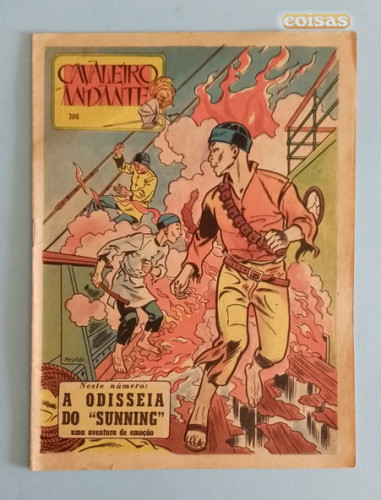 coisas
CAVALEIRO
ANDANTE
200
Neste número:
A ODISSEIA
DO "SUNNING"
uma aventura de emoção